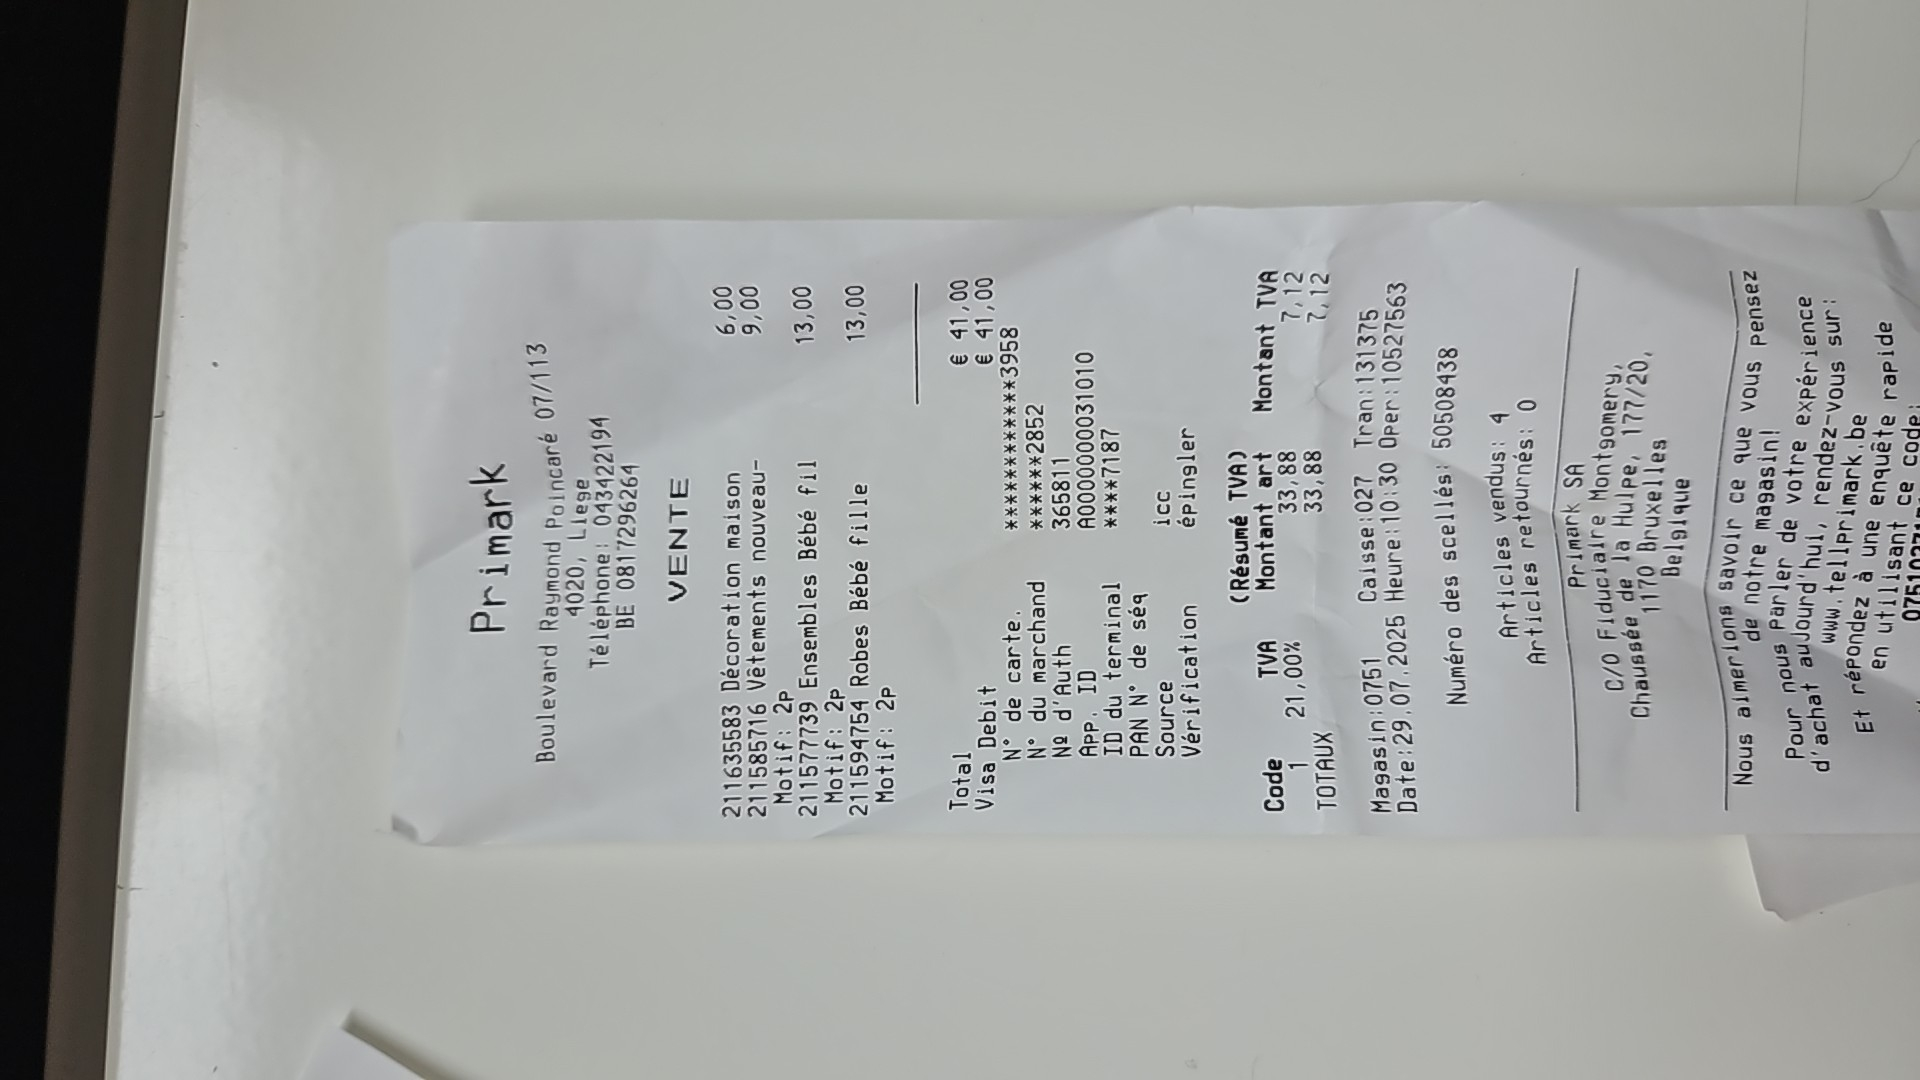 Primark
Boulevard Raymond Poincaré 07/113
4020, Liege
Téléphone: 043422194
BE 0817296264
VENTE
211635583 Décoration maison 6,00
211585716 Vêtements nouveau- 9,00
Motif: 2P
211577739 Ensembles Bébé fil 13,00
Motif: 2P
211594754 Robes Bébé fille 13,00
Motif: 2P
Total € 41,00
Visa Debit € 41,00
N° de carte. ************3958
N° du marchand ******2852
Nº d'Auth 365811
App. ID A0000000031010
ID du terminal ****7187
PAN N° de séq
Source icc
Vérification épingler
(Résumé TVA)
Code TVA Montant art Montant TVA
1 21,00% 33,88 7,12
TOTAUX 33,88 7,12
Magasin:0751 Caisse:027 Tran:131375
Date:29.07.2025 Heure:10:30 Oper:10527563
Numéro des scellés: 50508438
Articles vendus: 4
Articles retournés: 0
Primark SA
C/O Fiduciaire Montgomery,
Chaussée de la Hulpe, 177/20,
1170 Bruxelles
Belgique
Nous aimerions savoir ce que vous pensez
de notre magasin!
Pour nous parler de votre expérience
d'achat aujourd'hui, rendez-vous sur:
www.tellprimark.be
Et répondez à une enquête rapide
en utilisant ce code: